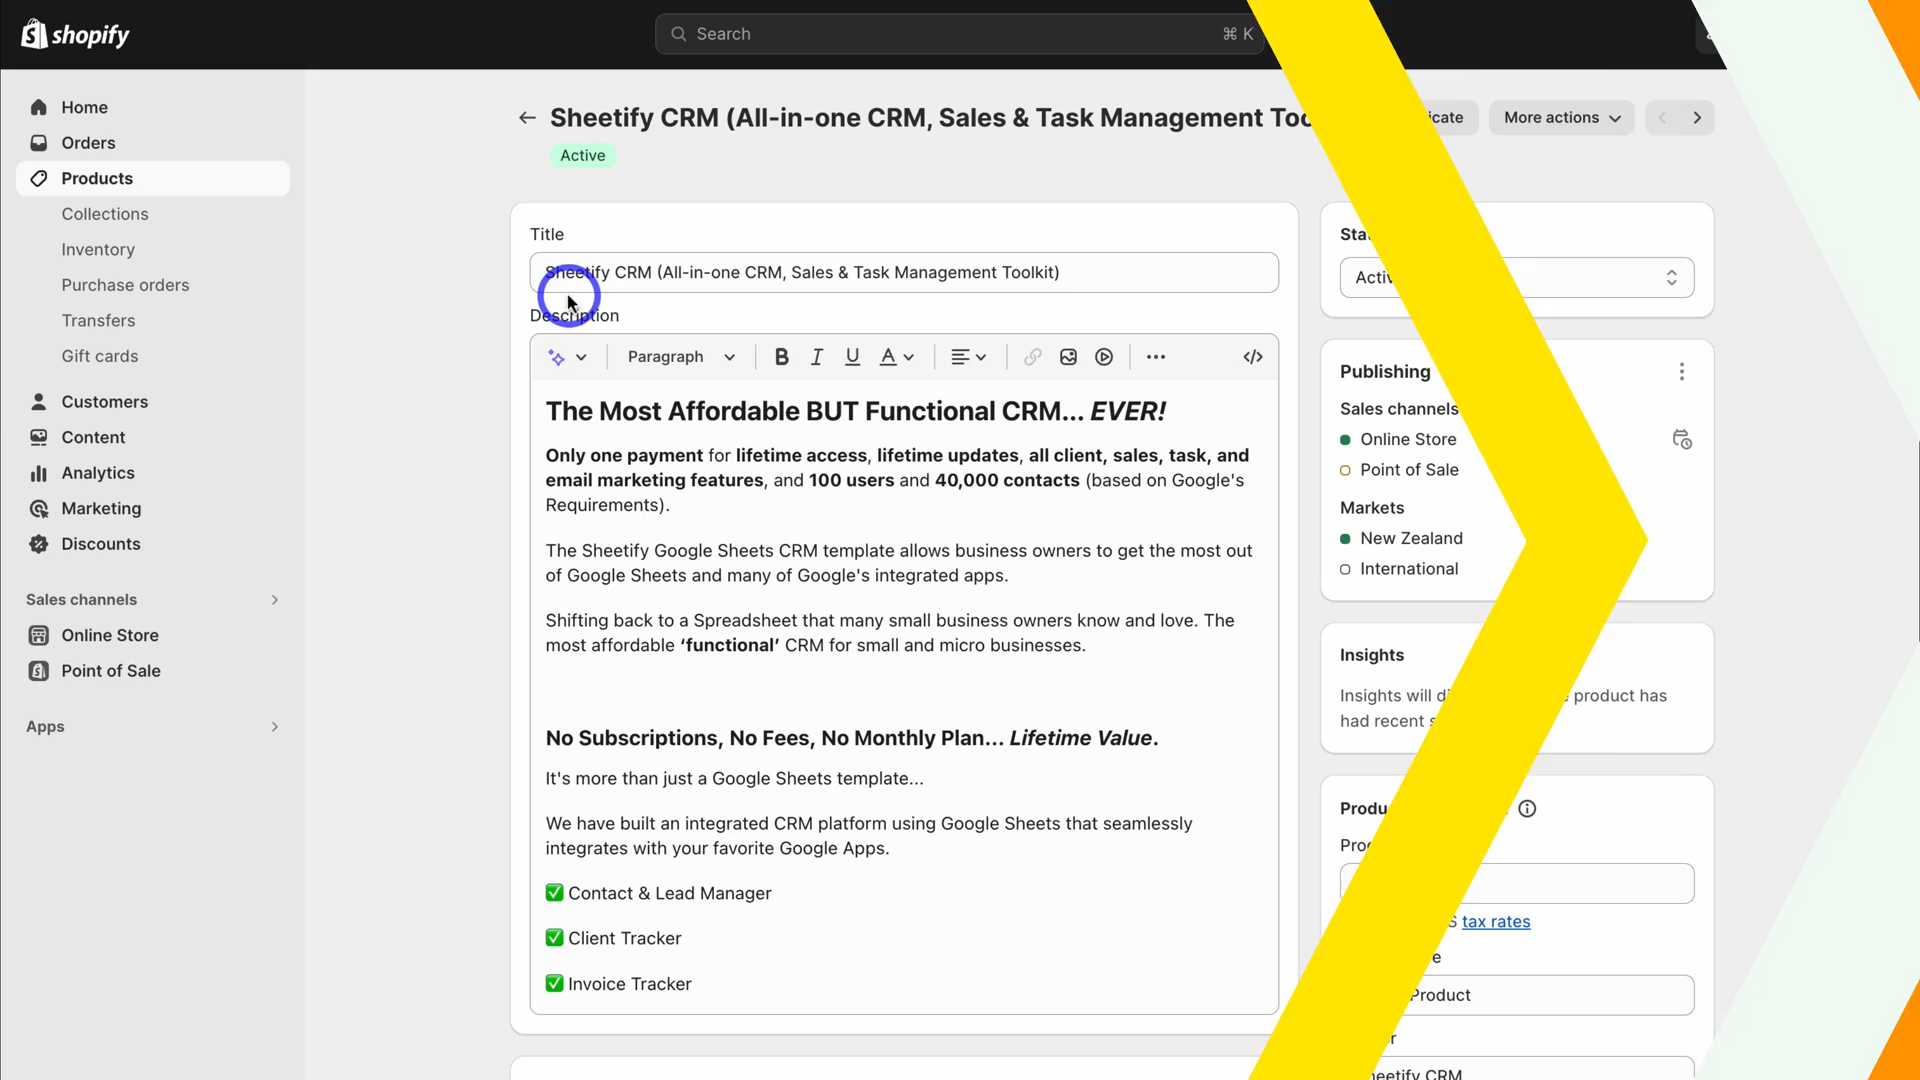 shopify
Search
⌘ K
Home
Orders
Products
Collections
Inventory
Purchase orders
Transfers
Gift cards
Customers
Content
Analytics
Marketing
Discounts
Sales channels
Online Store
Point of Sale
Apps
Sheetify CRM (All-in-one CRM, Sales & Task Management Too
icate
More actions
Active
Title
Sheetify CRM (All-in-one CRM, Sales & Task Management Toolkit)
Description
Paragraph
The Most Affordable BUT Functional CRM... EVER!
Only one payment for lifetime access, lifetime updates, all client, sales, task, and
email marketing features, and 100 users and 40,000 contacts (based on Google's
Requirements).
The Sheetify Google Sheets CRM template allows business owners to get the most out
of Google Sheets and many of Google's integrated apps.
Shifting back to a Spreadsheet that many small business owners know and love. The
most affordable ‘functional’ CRM for small and micro businesses.
No Subscriptions, No Fees, No Monthly Plan... Lifetime Value.
It's more than just a Google Sheets template...
We have built an integrated CRM platform using Google Sheets that seamlessly
integrates with your favorite Google Apps.
✅ Contact & Lead Manager
✅ Client Tracker
✅ Invoice Tracker
Sta
Activ
Publishing
Sales channels
Online Store
Point of Sale
Markets
New Zealand
International
Insights
Insights will di product has
had recent s
Produ
Proc
tax rates
Product
heetify CRM